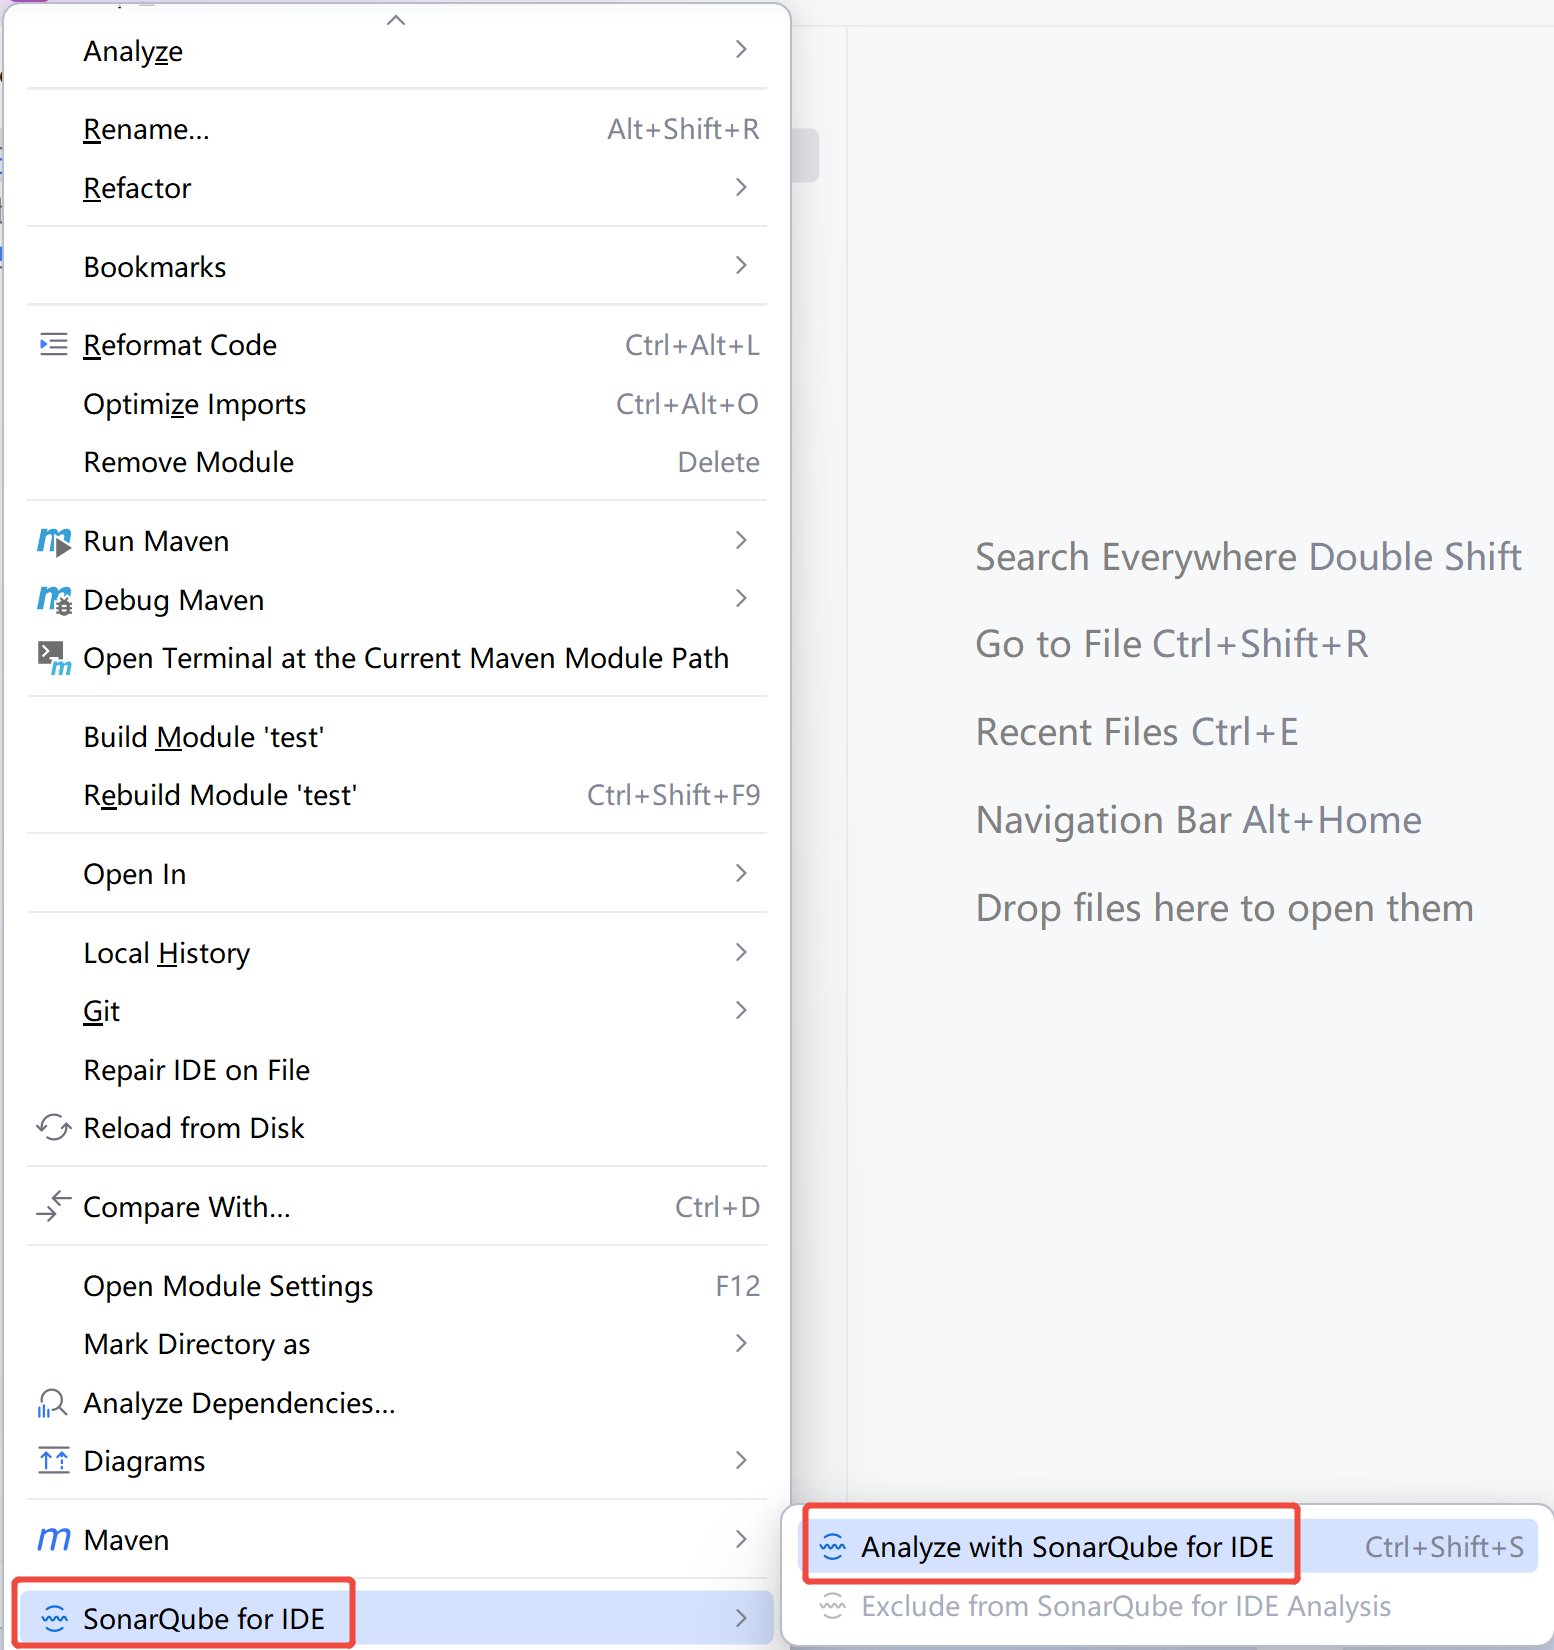 Analyze
Rename... Alt+Shift+R
Refactor
Bookmarks
Reformat Code Ctrl+Alt+L
Optimize Imports Ctrl+Alt+O
Remove Module Delete
Run Maven
Debug Maven
Open Terminal at the Current Maven Module Path
Build Module 'test'
Rebuild Module 'test' Ctrl+Shift+F9
Open In
Local History
Git
Repair IDE on File
Reload from Disk
Compare With... Ctrl+D
Open Module Settings F12
Mark Directory as
Analyze Dependencies...
Diagrams
Maven
SonarQube for IDE
Analyze with SonarQube for IDE Ctrl+Shift+S
Exclude from SonarQube for IDE Analysis
Search Everywhere Double Shift
Go to File Ctrl+Shift+R
Recent Files Ctrl+E
Navigation Bar Alt+Home
Drop files here to open them